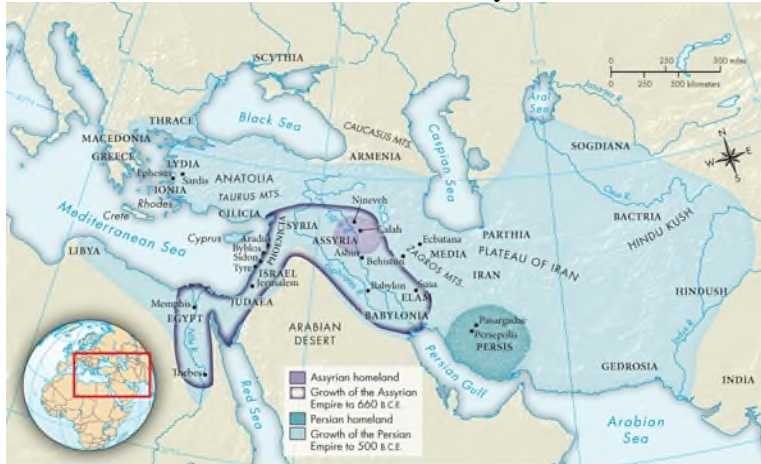 SCYTHIA
0 250 500 miles
0 250 500 kilometers
Aral
Sea
Jaxartes R.
THRACE
Black Sea
CAUCASUS MTS.
Caspian Sea
SOGDIANA
N
W E
S
MACEDONIA
GREECE
LYDIA
Ephesus
Sardis
IONIA
ANATOLIA
ARMENIA
Oxus R.
Rhodes
TAURUS MTS.
Nineveh
BACTRIA
HINDU KUSH
Crete
CILICIA
SYRIA
Calah
PARTHIA
Mediterranean Sea
Cyprus
Aradus
Byblos
Sidon
Tyre
PHOENICIA
ASSYRIA
Ashur
Ecbatana
MEDIA
Behistun
ZAGROS MTS.
PLATEAU OF IRAN
IRAN
LIBYA
ISRAEL
Jerusalem
JUDAEA
Euphrates R.
Babylon
Susa
ELAM
BABYLONIA
HINDUSH
Memphis
EGYPT
Nile R.
Thebes
ARABIAN
DESERT
Pasargadae
Persepolis
PERSIS
Persian Gulf
GEDROSIA
INDIA
Red Sea
Arabian
Sea
Assyrian homeland
Growth of the Assyrian
Empire to 660 B.C.E.
Persian homeland
Growth of the Persian
Empire to 500 B.C.E.